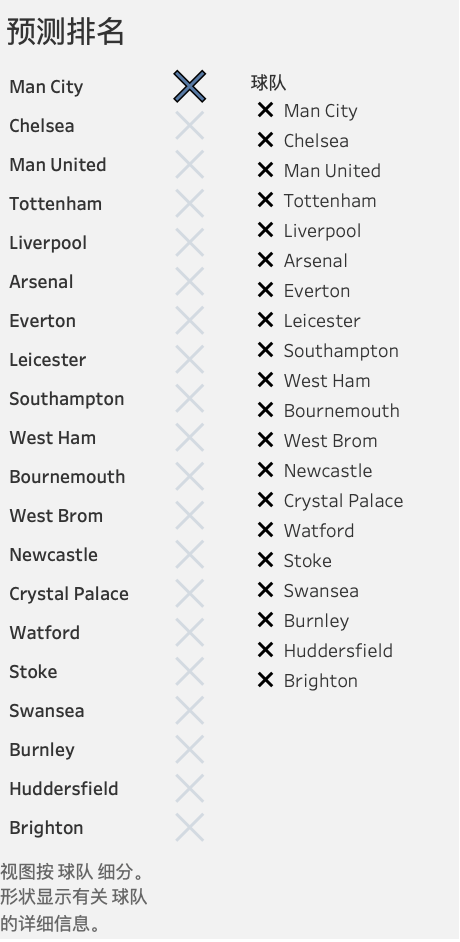 预测排名
Man City
Chelsea
Man United
Tottenham
Liverpool
Arsenal
Everton
Leicester
Southampton
West Ham
Bournemouth
West Brom
Newcastle
Crystal Palace
Watford
Stoke
Swansea
Burnley
Huddersfield
Brighton
视图按 球队 细分。
形状显示有关 球队
的详细信息。
球队
Man City
Chelsea
Man United
Tottenham
Liverpool
Arsenal
Everton
Leicester
Southampton
West Ham
Bournemouth
West Brom
Newcastle
Crystal Palace
Watford
Stoke
Swansea
Burnley
Huddersfield
Brighton